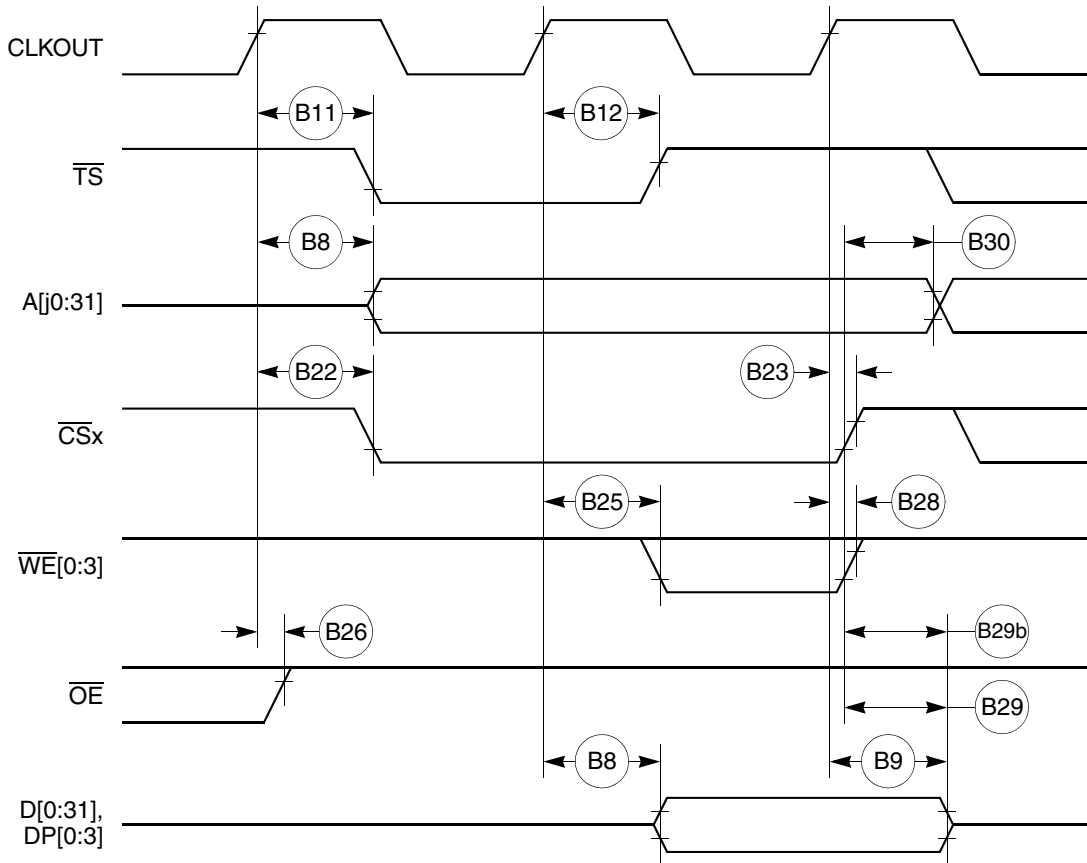 CLKOUT
B11
B12
TS
B8
B30
A[j0:31]
B22
B23
CSx
B25
B28
WE[0:3]
B26
B29b
OE
B29
B8
B9
D[0:31],
DP[0:3]